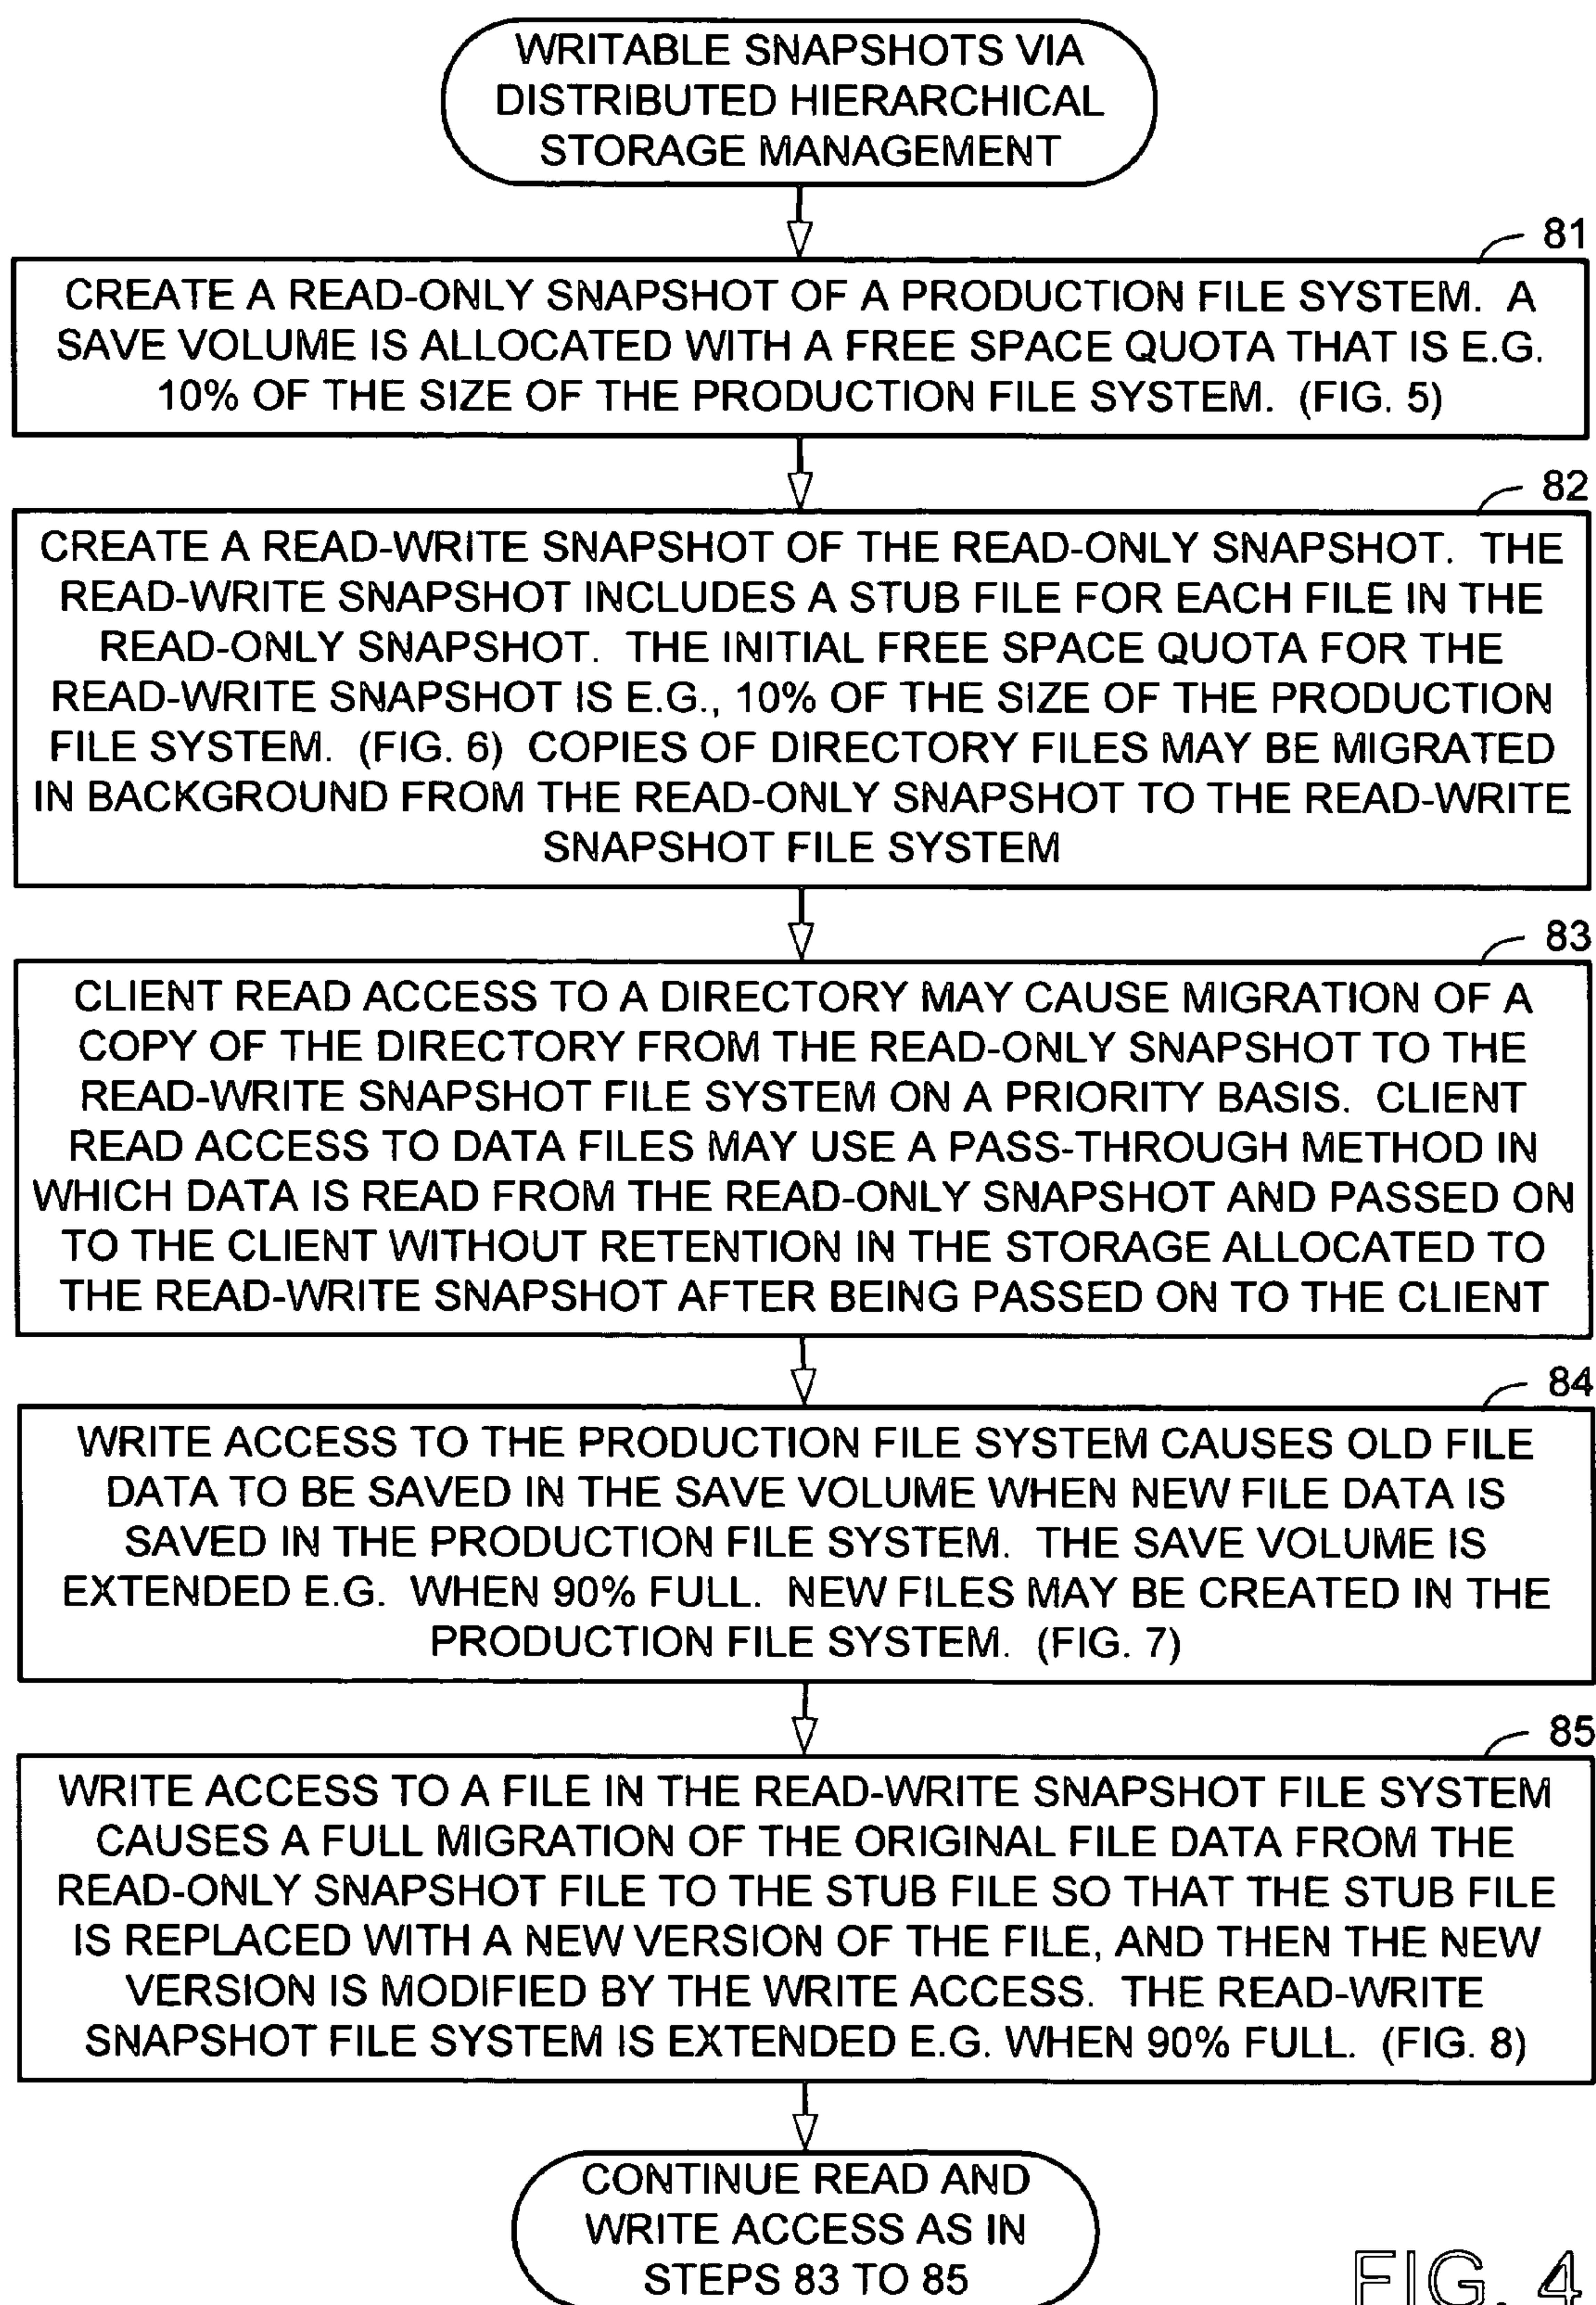 WRITABLE SNAPSHOTS VIA
DISTRIBUTED HIERARCHICAL
STORAGE MANAGEMENT
81
CREATE A READ-ONLY SNAPSHOT OF A PRODUCTION FILE SYSTEM. A
SAVE VOLUME IS ALLOCATED WITH A FREE SPACE QUOTA THAT IS E.G.
10% OF THE SIZE OF THE PRODUCTION FILE SYSTEM. (FIG. 5)
82
CREATE A READ-WRITE SNAPSHOT OF THE READ-ONLY SNAPSHOT. THE
READ-WRITE SNAPSHOT INCLUDES A STUB FILE FOR EACH FILE IN THE
READ-ONLY SNAPSHOT. THE INITIAL FREE SPACE QUOTA FOR THE
READ-WRITE SNAPSHOT IS E.G., 10% OF THE SIZE OF THE PRODUCTION
FILE SYSTEM. (FIG. 6) COPIES OF DIRECTORY FILES MAY BE MIGRATED
IN BACKGROUND FROM THE READ-ONLY SNAPSHOT TO THE READ-WRITE
SNAPSHOT FILE SYSTEM
83
CLIENT READ ACCESS TO A DIRECTORY MAY CAUSE MIGRATION OF A
COPY OF THE DIRECTORY FROM THE READ-ONLY SNAPSHOT TO THE
READ-WRITE SNAPSHOT FILE SYSTEM ON A PRIORITY BASIS. CLIENT
READ ACCESS TO DATA FILES MAY USE A PASS-THROUGH METHOD IN
WHICH DATA IS READ FROM THE READ-ONLY SNAPSHOT AND PASSED ON
TO THE CLIENT WITHOUT RETENTION IN THE STORAGE ALLOCATED TO
THE READ-WRITE SNAPSHOT AFTER BEING PASSED ON TO THE CLIENT
84
WRITE ACCESS TO THE PRODUCTION FILE SYSTEM CAUSES OLD FILE
DATA TO BE SAVED IN THE SAVE VOLUME WHEN NEW FILE DATA IS
SAVED IN THE PRODUCTION FILE SYSTEM. THE SAVE VOLUME IS
EXTENDED E.G. WHEN 90% FULL. NEW FILES MAY BE CREATED IN THE
PRODUCTION FILE SYSTEM. (FIG. 7)
85
WRITE ACCESS TO A FILE IN THE READ-WRITE SNAPSHOT FILE SYSTEM
CAUSES A FULL MIGRATION OF THE ORIGINAL FILE DATA FROM THE
READ-ONLY SNAPSHOT FILE TO THE STUB FILE SO THAT THE STUB FILE
IS REPLACED WITH A NEW VERSION OF THE FILE, AND THEN THE NEW
VERSION IS MODIFIED BY THE WRITE ACCESS. THE READ-WRITE
SNAPSHOT FILE SYSTEM IS EXTENDED E.G. WHEN 90% FULL. (FIG. 8)
CONTINUE READ AND
WRITE ACCESS AS IN
STEPS 83 TO 85
FIG. 4